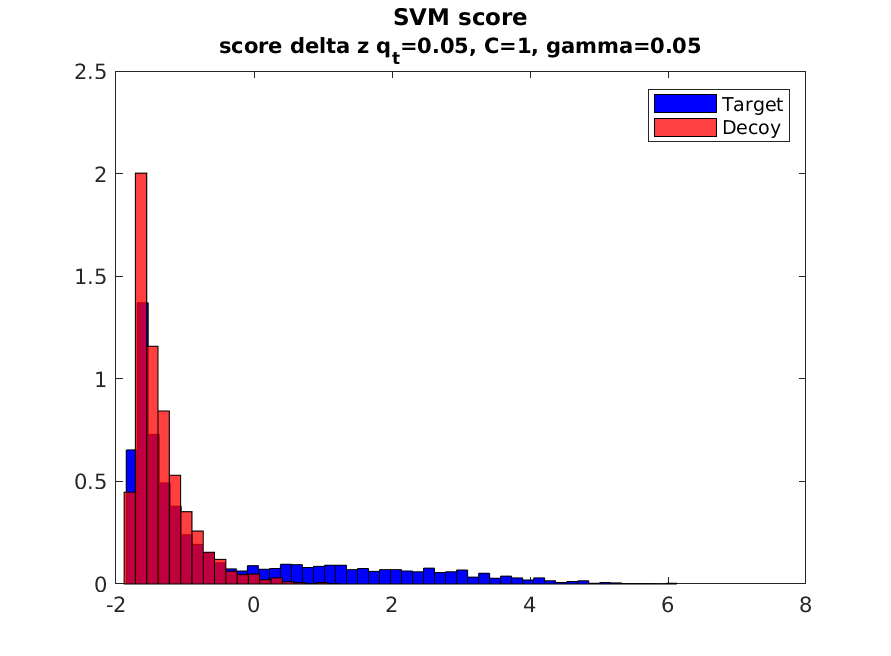 SVM score
score delta z q_t=0.05, C=1, gamma=0.05
2.5
Target
Decoy
2
1.5
1
0.5
0
-2 0 2 4 6 8